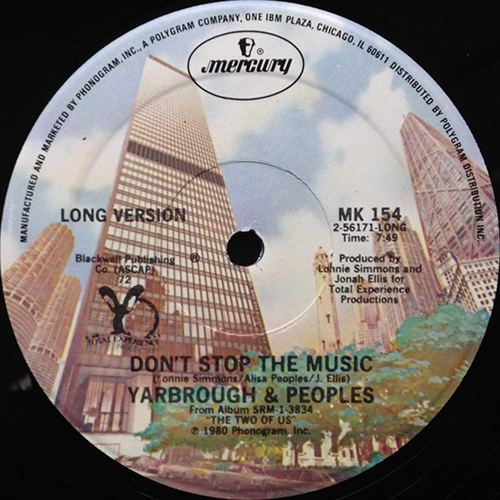 MANUFACTURED AND MARKETED BY PHONOGRAM, INC., A POLYGRAM COMPANY, ONE IBM PLAZA, CHICAGO, IL 60611 DISTRIBUTED BY POLYGRAM DISTRIBUTION, INC.
mercury ®
LONG VERSION
MK 154
2-56171-LONG
Time: 7:49
Blackwell Publishing
Co. (ASCAP)
72
®
Produced by
Lonnie Simmons and
Jonah Ellis for
Total Experience
Productions
TOTAL EXPERIENCE
DON'T STOP THE MUSIC
(Lonnie Simmons/Alisa Peoples/J. Ellis)
YARBROUGH & PEOPLES
From Album SRM-1-3834
"THE TWO OF US"
℗ 1980 Phonogram, Inc.